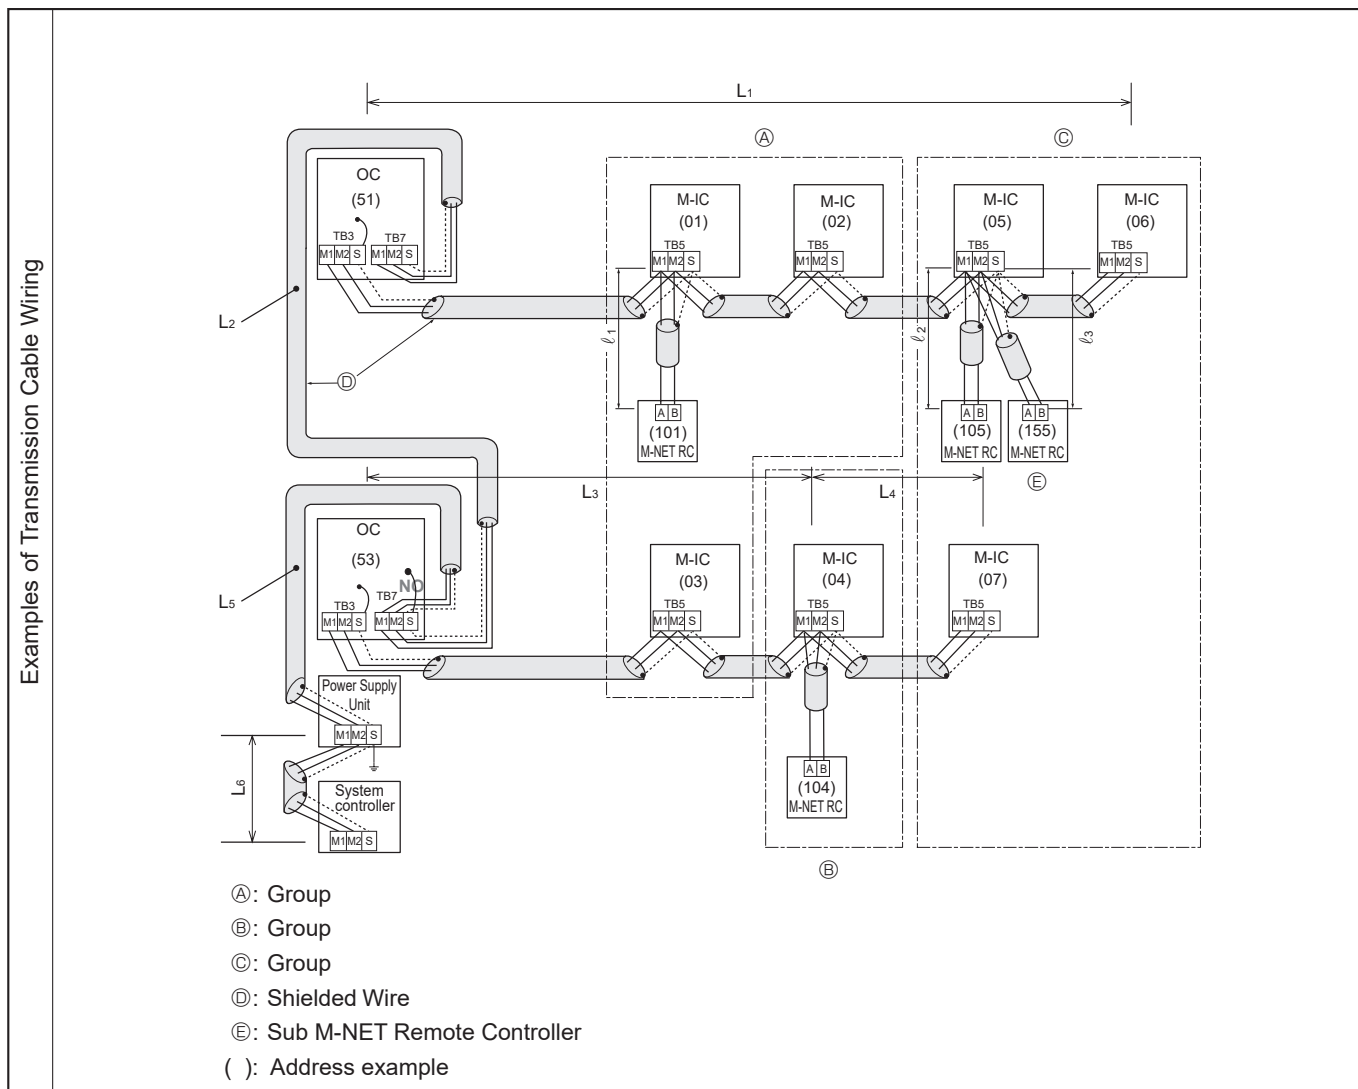 Examples of Transmission Cable Wiring
L1
Ⓐ
Ⓒ
OC
(51)
TB3
TB7
M1 M2 S
M1 M2 S
M-IC
(01)
TB5
M1 M2 S
M-IC
(02)
TB5
M1 M2 S
M-IC
(05)
TB5
M1 M2 S
M-IC
(06)
TB5
M1 M2 S
L2
Ⓓ
ℓ1
ℓ2
ℓ3
A B
(101)
M-NET RC
A B
(105)
M-NET RC
A B
(155)
M-NET RC
Ⓔ
L3
L4
OC
(53)
NO
TB3
TB7
M1 M2 S
M1 M2 S
M-IC
(03)
TB5
M1 M2 S
M-IC
(04)
TB5
M1 M2 S
M-IC
(07)
TB5
M1 M2 S
L5
Power Supply
Unit
M1 M2 S
L6
System
controller
M1 M2 S
A B
(104)
M-NET RC
Ⓑ
Ⓐ: Group
Ⓑ: Group
Ⓒ: Group
Ⓓ: Shielded Wire
Ⓔ: Sub M-NET Remote Controller
( ): Address example